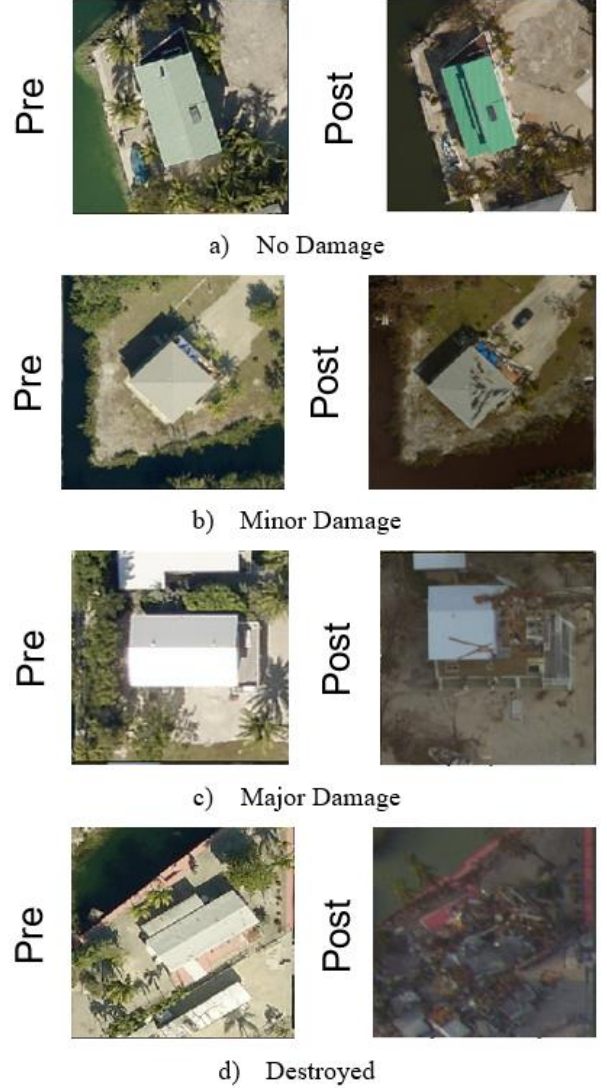 Pre
Post
a) No Damage
Pre
Post
b) Minor Damage
Pre
Post
c) Major Damage
Pre
Post
d) Destroyed